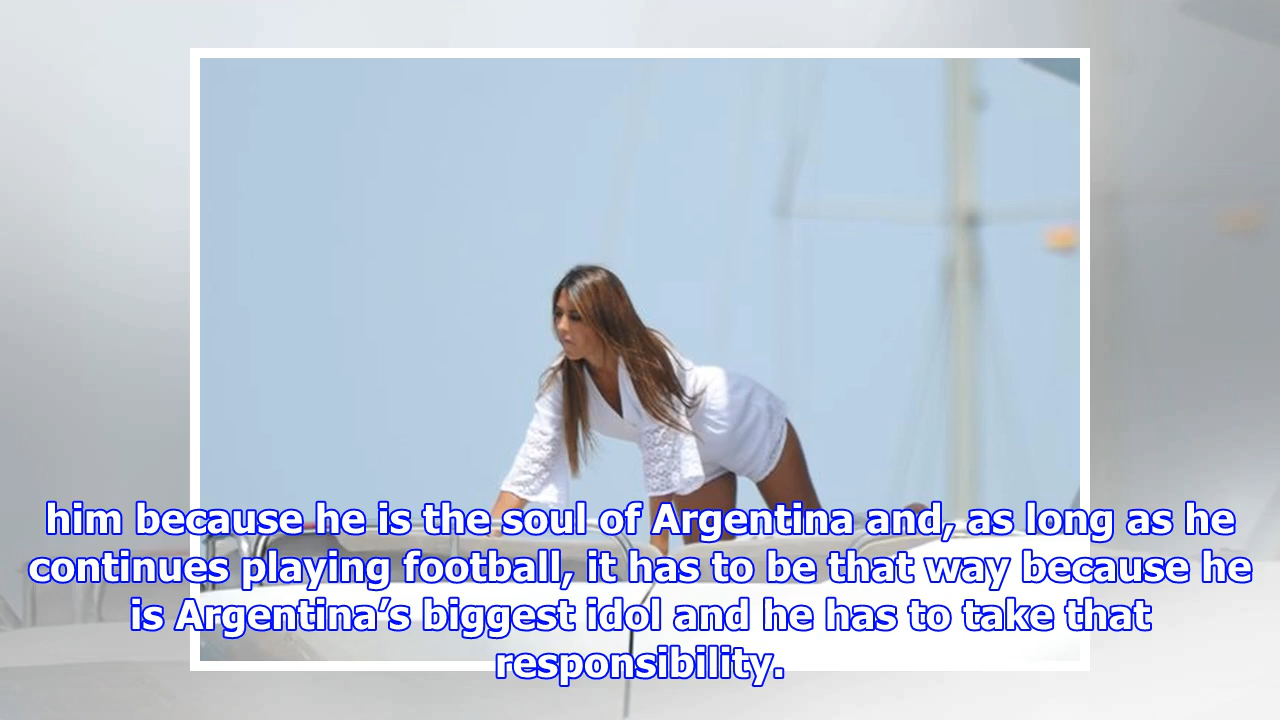 him because he is the soul of Argentina and, as long as he
continues playing football, it has to be that way because he
is Argentina’s biggest idol and he has to take that
responsibility.